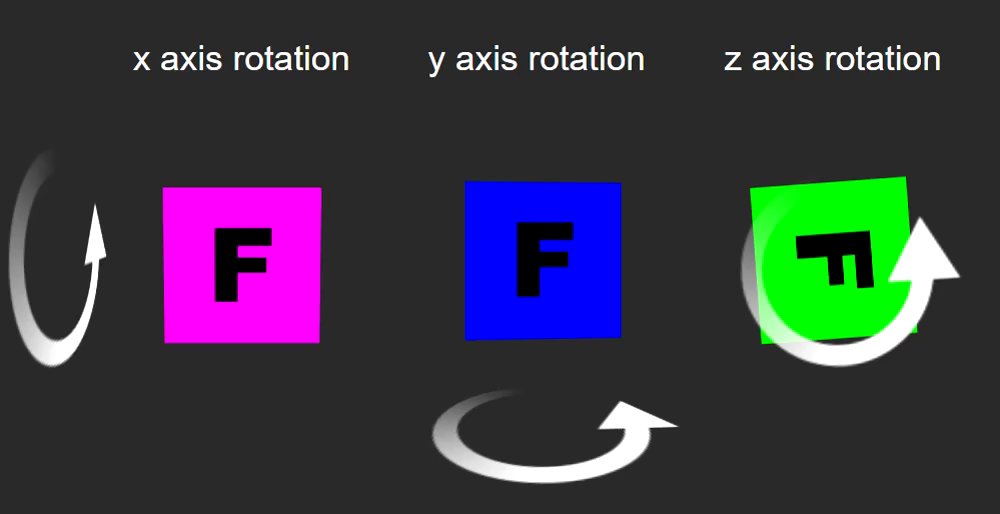 x axis rotation
y axis rotation
z axis rotation
F
F
F